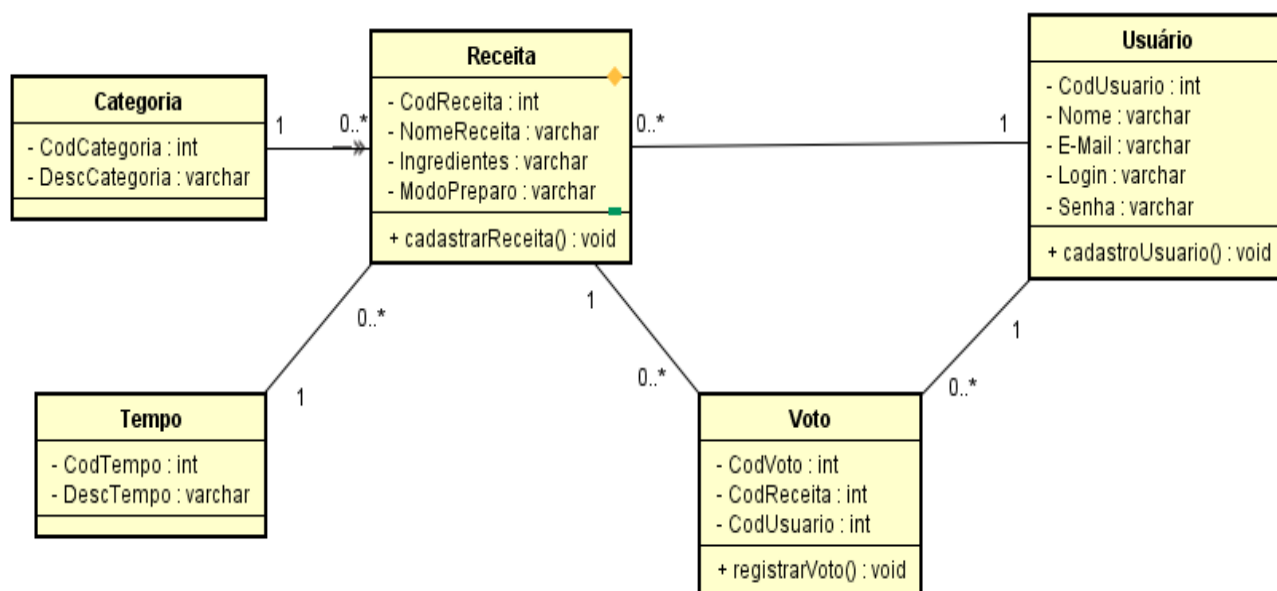 Categoria
- CodCategoria : int
- DescCategoria : varchar
1
0..*
Receita
- CodReceita : int
- NomeReceita : varchar
- Ingredientes : varchar
- ModoPreparo : varchar
+ cadastrarReceita() : void
0..*
1
Usuário
- CodUsuario : int
- Nome : varchar
- E-Mail : varchar
- Login : varchar
- Senha : varchar
+ cadastroUsuario() : void
0..*
1
1
0..*
1
0..*
Tempo
- CodTempo : int
- DescTempo : varchar
Voto
- CodVoto : int
- CodReceita : int
- CodUsuario : int
+ registrarVoto() : void